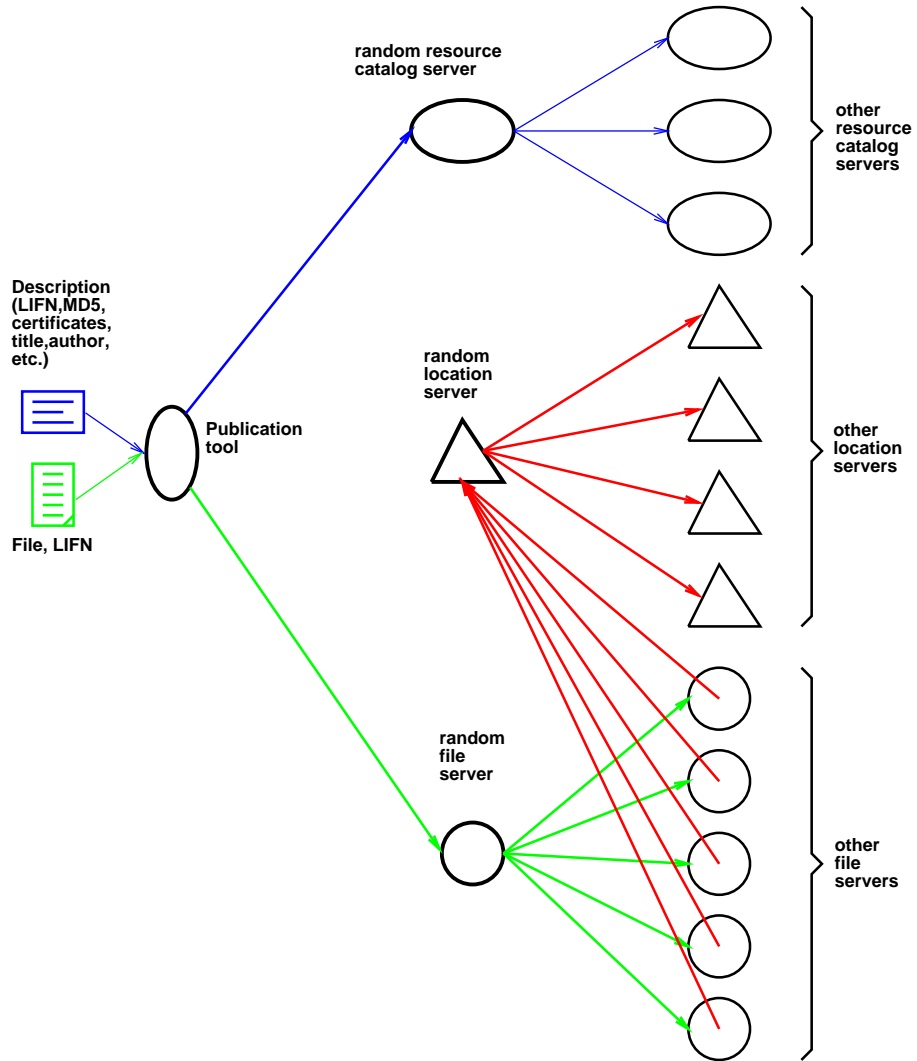 random resource
catalog server
other
resource
catalog
servers
Description
(LIFN,MD5,
certificates,
title,author,
etc.)
random
location
server
Publication
tool
other
location
servers
File, LIFN
random
file
server
other
file
servers